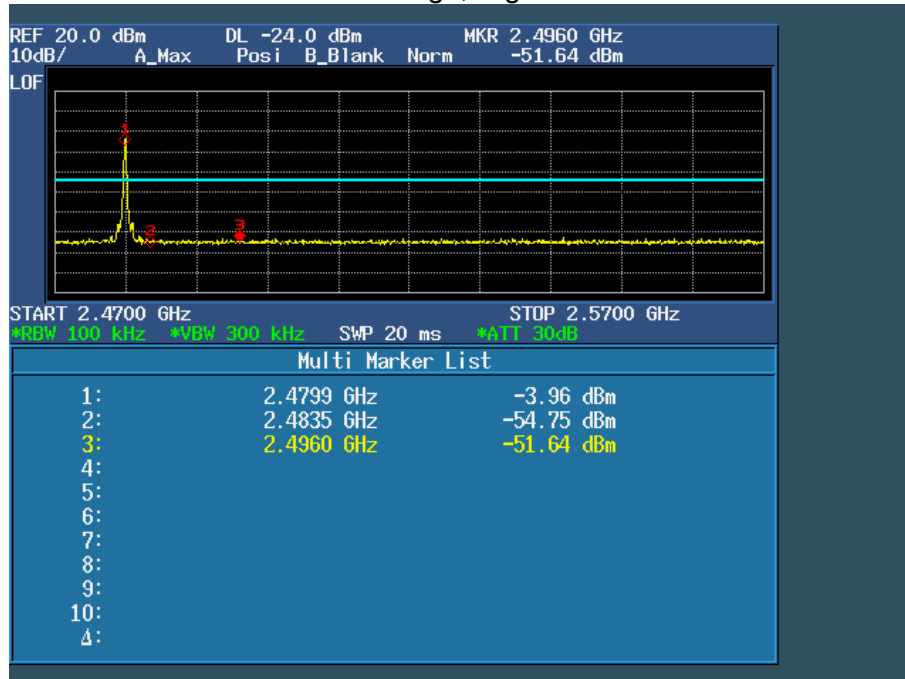 REF 20.0 dBm DL -24.0 dBm MKR 2.4960 GHz
10dB/ A_Max Posi B_Blank Norm -51.64 dBm
LOF
1
2
3
START 2.4700 GHz STOP 2.5700 GHz
*RBW 100 kHz *VBW 300 kHz SWP 20 ms *ATT 30dB
Multi Marker List
1: 2.4799 GHz -3.96 dBm
2: 2.4835 GHz -54.75 dBm
3: 2.4960 GHz -51.64 dBm
4:
5:
6:
7:
8:
9:
10:
Δ: